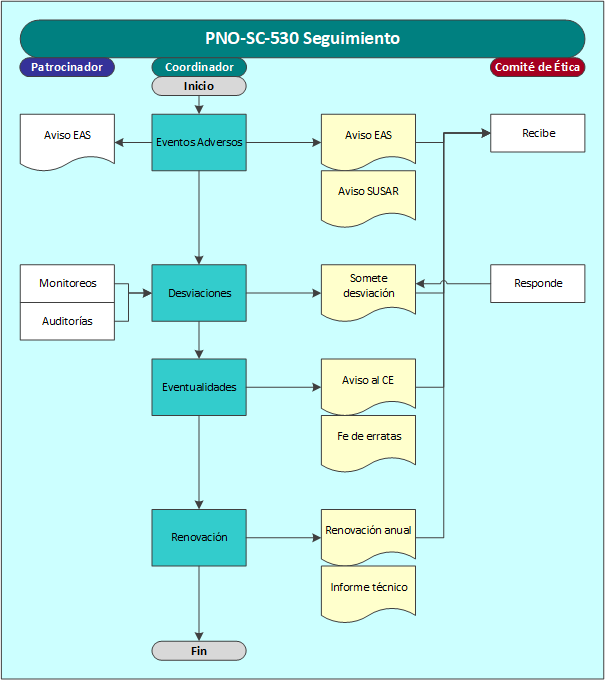 PNO-SC-530 Seguimiento
Patrocinador
Coordinador
Comité de Ética
Inicio
Aviso EAS
Eventos Adversos
Aviso EAS
Recibe
Aviso SUSAR
Monitoreos
Auditorías
Desviaciones
Somete
desviación
Responde
Eventualidades
Aviso al CE
Fe de erratas
Renovación
Renovación anual
Informe técnico
Fin